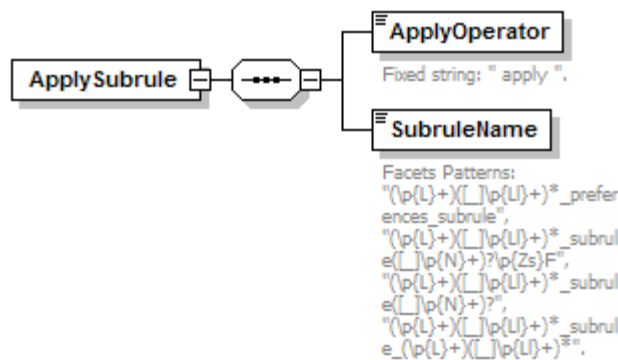 ApplyOperator
Fixed string: " apply ".
ApplySubrule
SubruleName
Facets Patterns:
"(\p{L}+)([_]\p{Ll}+)*_prefer
ences_subrule",
"(\p{L}+)([_]\p{Ll}+)*_subrul
e([_]\p{N}+)?\p{Zs}F",
"(\p{L}+)([_]\p{Ll}+)*_subrul
e([_]\p{N}+)?",
"(\p{L}+)([_]\p{Ll}+)*_subrul
e_(\p{L}+)([_]\p{Ll}+)*".